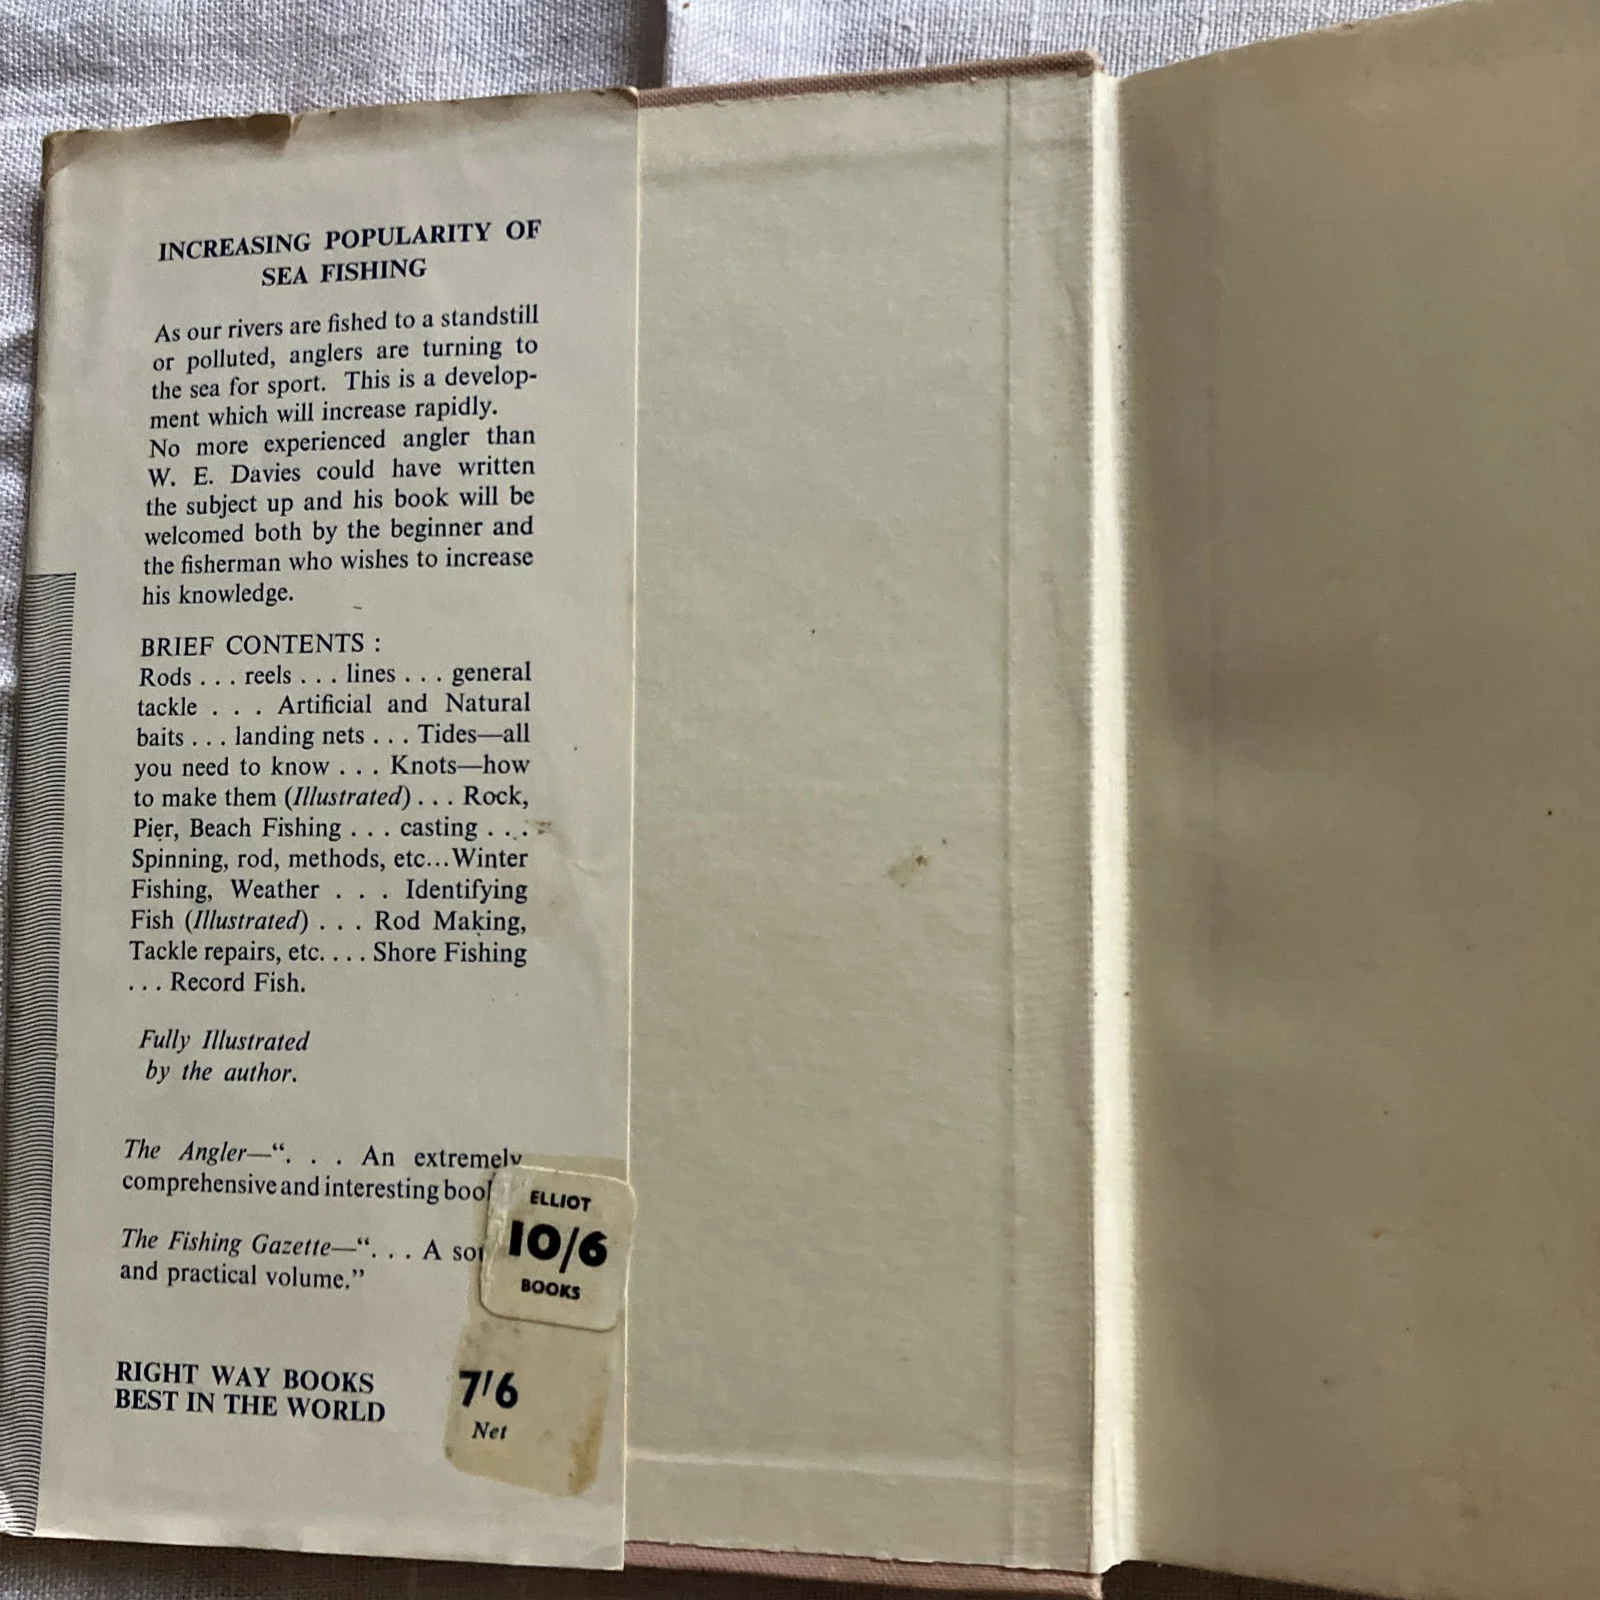 INCREASING POPULARITY OF
SEA FISHING
As our rivers are fished to a standstill
or polluted, anglers are turning to
the sea for sport. This is a develop-
ment which will increase rapidly.
No more experienced angler than
W. E. Davies could have written
the subject up and his book will be
welcomed both by the beginner and
the fisherman who wishes to increase
his knowledge.
BRIEF CONTENTS :
Rods . . . reels . . . lines . . . general
tackle . . . Artificial and Natural
baits . . . landing nets . . . Tides—all
you need to know . . . Knots—how
to make them (Illustrated) . . . Rock,
Pier, Beach Fishing . . . casting . . .
Spinning, rod, methods, etc...Winter
Fishing, Weather . . . Identifying
Fish (Illustrated) . . . Rod Making,
Tackle repairs, etc. . . . Shore Fishing
. . . Record Fish.
Fully Illustrated
by the author.
The Angler—“. . . An extremely
comprehensive and interesting
The Fishing Gazette—“. . . A
and practical volume.”
ELLIOT
10/6
BOOKS
RIGHT WAY BOOKS
BEST IN THE WORLD
7'6
Net